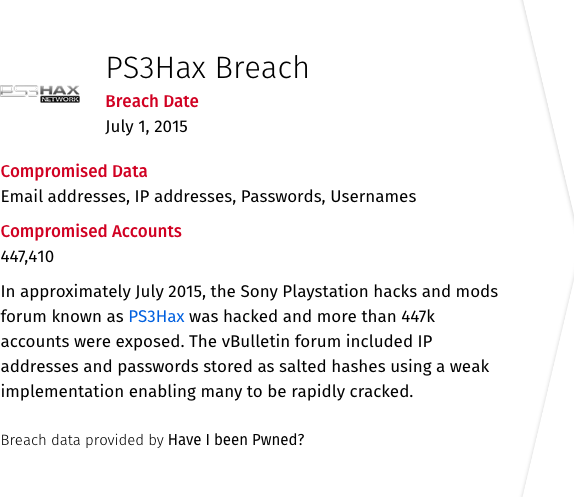 PS3Hax Breach
PS3HAX
NETWORK
Breach Date
July 1, 2015
Compromised Data
Email addresses, IP addresses, Passwords, Usernames
Compromised Accounts
447,410
In approximately July 2015, the Sony Playstation hacks and mods
forum known as PS3Hax was hacked and more than 447k
accounts were exposed. The vBulletin forum included IP
addresses and passwords stored as salted hashes using a weak
implementation enabling many to be rapidly cracked.
Breach data provided by Have I been Pwned?